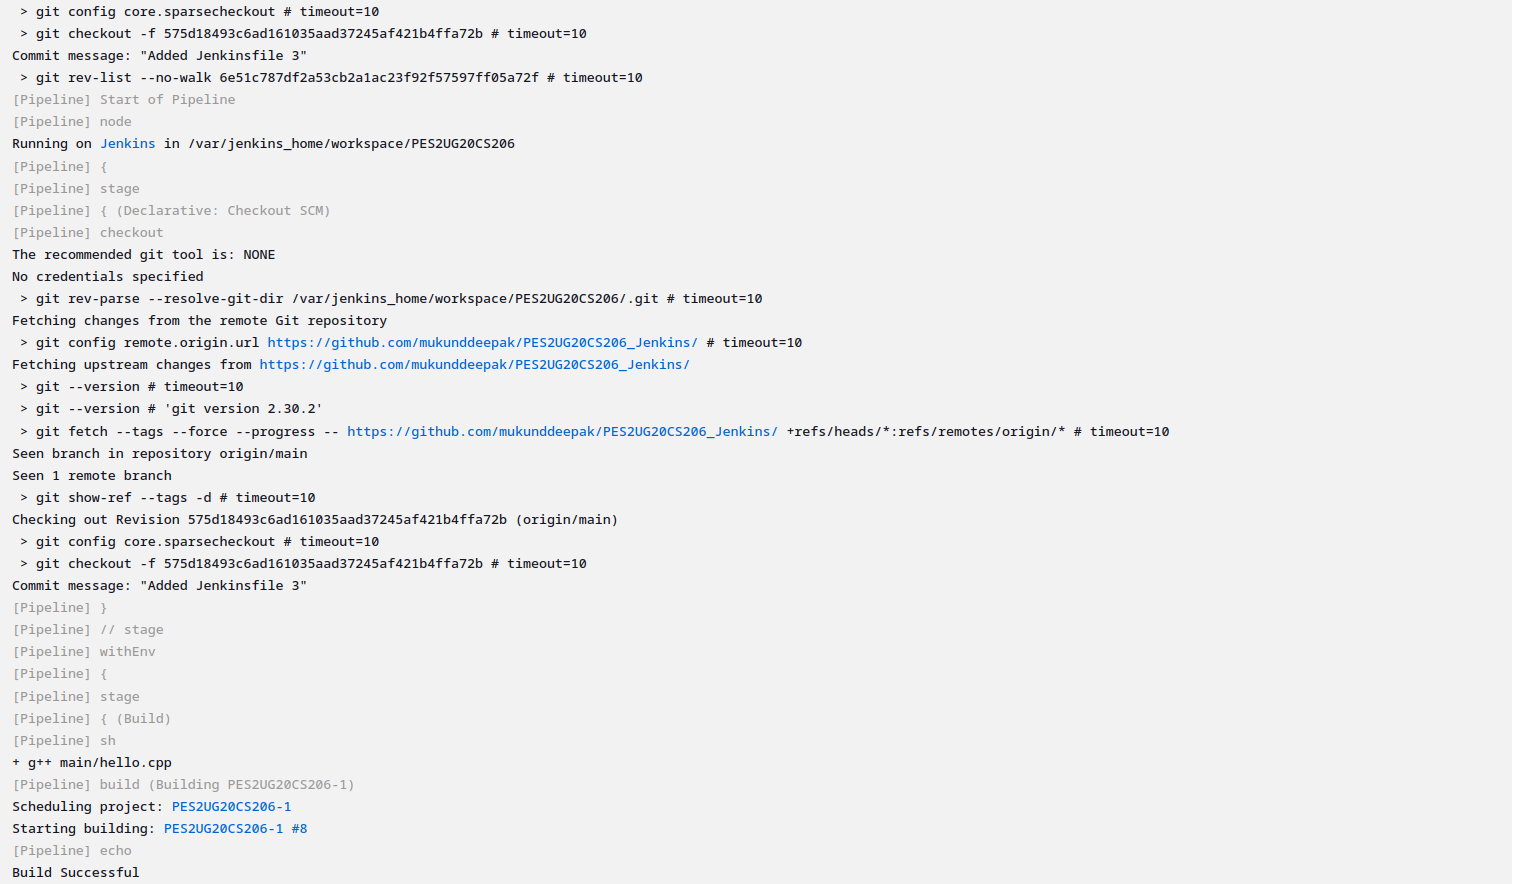 > git config core.sparsecheckout # timeout=10
> git checkout -f 575d18493c6ad161035aad37245af421b4ffa72b # timeout=10
Commit message: "Added Jenkinsfile 3"
> git rev-list --no-walk 6e51c787df2a53cb2a1ac23f92f57597ff05a72f # timeout=10
[Pipeline] Start of Pipeline
[Pipeline] node
Running on Jenkins in /var/jenkins_home/workspace/PES2UG20CS206
[Pipeline] {
[Pipeline] stage
[Pipeline] { (Declarative: Checkout SCM)
[Pipeline] checkout
The recommended git tool is: NONE
No credentials specified
> git rev-parse --resolve-git-dir /var/jenkins_home/workspace/PES2UG20CS206/.git # timeout=10
Fetching changes from the remote Git repository
> git config remote.origin.url https://github.com/mukunddeepak/PES2UG20CS206_Jenkins/ # timeout=10
Fetching upstream changes from https://github.com/mukunddeepak/PES2UG20CS206_Jenkins/
> git --version # timeout=10
> git --version # 'git version 2.30.2'
> git fetch --tags --force --progress -- https://github.com/mukunddeepak/PES2UG20CS206_Jenkins/ +refs/heads/*:refs/remotes/origin/* # timeout=10
Seen branch in repository origin/main
Seen 1 remote branch
> git show-ref --tags -d # timeout=10
Checking out Revision 575d18493c6ad161035aad37245af421b4ffa72b (origin/main)
> git config core.sparsecheckout # timeout=10
> git checkout -f 575d18493c6ad161035aad37245af421b4ffa72b # timeout=10
Commit message: "Added Jenkinsfile 3"
[Pipeline] }
[Pipeline] // stage
[Pipeline] withEnv
[Pipeline] {
[Pipeline] stage
[Pipeline] { (Build)
[Pipeline] sh
+ g++ main/hello.cpp
[Pipeline] build (Building PES2UG20CS206-1)
Scheduling project: PES2UG20CS206-1
Starting building: PES2UG20CS206-1 #8
[Pipeline] echo
Build Successful